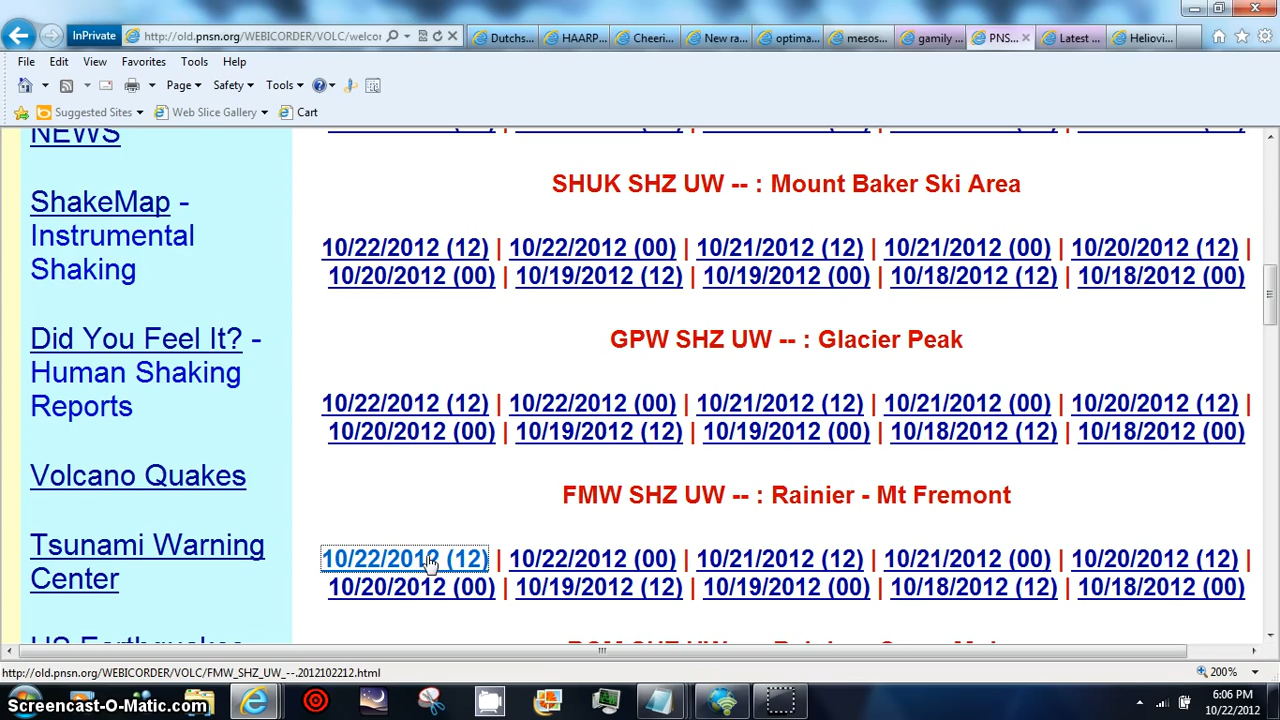 InPrivate
http://old.pnsn.org/WEBICORDER/VOLC/welcor
Dutchs...
HAARP...
Cheeri...
New ra...
optima...
mesos...
gamily ...
PNS...
Latest ...
Heliovi...
File Edit View Favorites Tools Help
Page Safety Tools
Suggested Sites Web Slice Gallery Cart
NEWS
SHUK SHZ UW -- : Mount Baker Ski Area
ShakeMap -
Instrumental
Shaking
10/22/2012 (12) | 10/22/2012 (00) | 10/21/2012 (12) | 10/21/2012 (00) | 10/20/2012 (12) |
10/20/2012 (00) | 10/19/2012 (12) | 10/19/2012 (00) | 10/18/2012 (12) | 10/18/2012 (00)
Did You Feel It? -
Human Shaking
Reports
GPW SHZ UW -- : Glacier Peak
10/22/2012 (12) | 10/22/2012 (00) | 10/21/2012 (12) | 10/21/2012 (00) | 10/20/2012 (12) |
10/20/2012 (00) | 10/19/2012 (12) | 10/19/2012 (00) | 10/18/2012 (12) | 10/18/2012 (00)
Volcano Quakes
FMW SHZ UW -- : Rainier - Mt Fremont
Tsunami Warning
Center
10/22/2012 (12) | 10/22/2012 (00) | 10/21/2012 (12) | 10/21/2012 (00) | 10/20/2012 (12) |
10/20/2012 (00) | 10/19/2012 (12) | 10/19/2012 (00) | 10/18/2012 (12) | 10/18/2012 (00)
US Earthquakes
http://old.pnsn.org/WEBICORDER/VOLC/FMW_SHZ_UW_--.2012102212.html
200%
Screencast-O-Matic.com
6:06 PM
10/22/2012